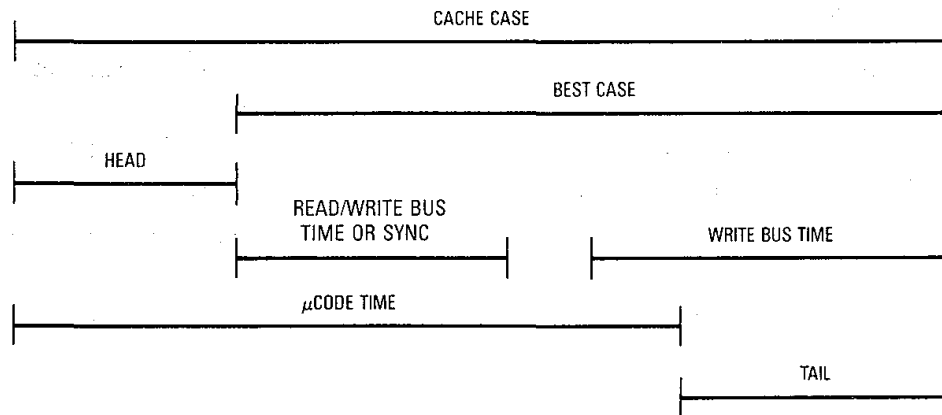 CACHE CASE
BEST CASE
HEAD
READ/WRITE BUS
TIME OR SYNC
WRITE BUS TIME
μCODE TIME
TAIL